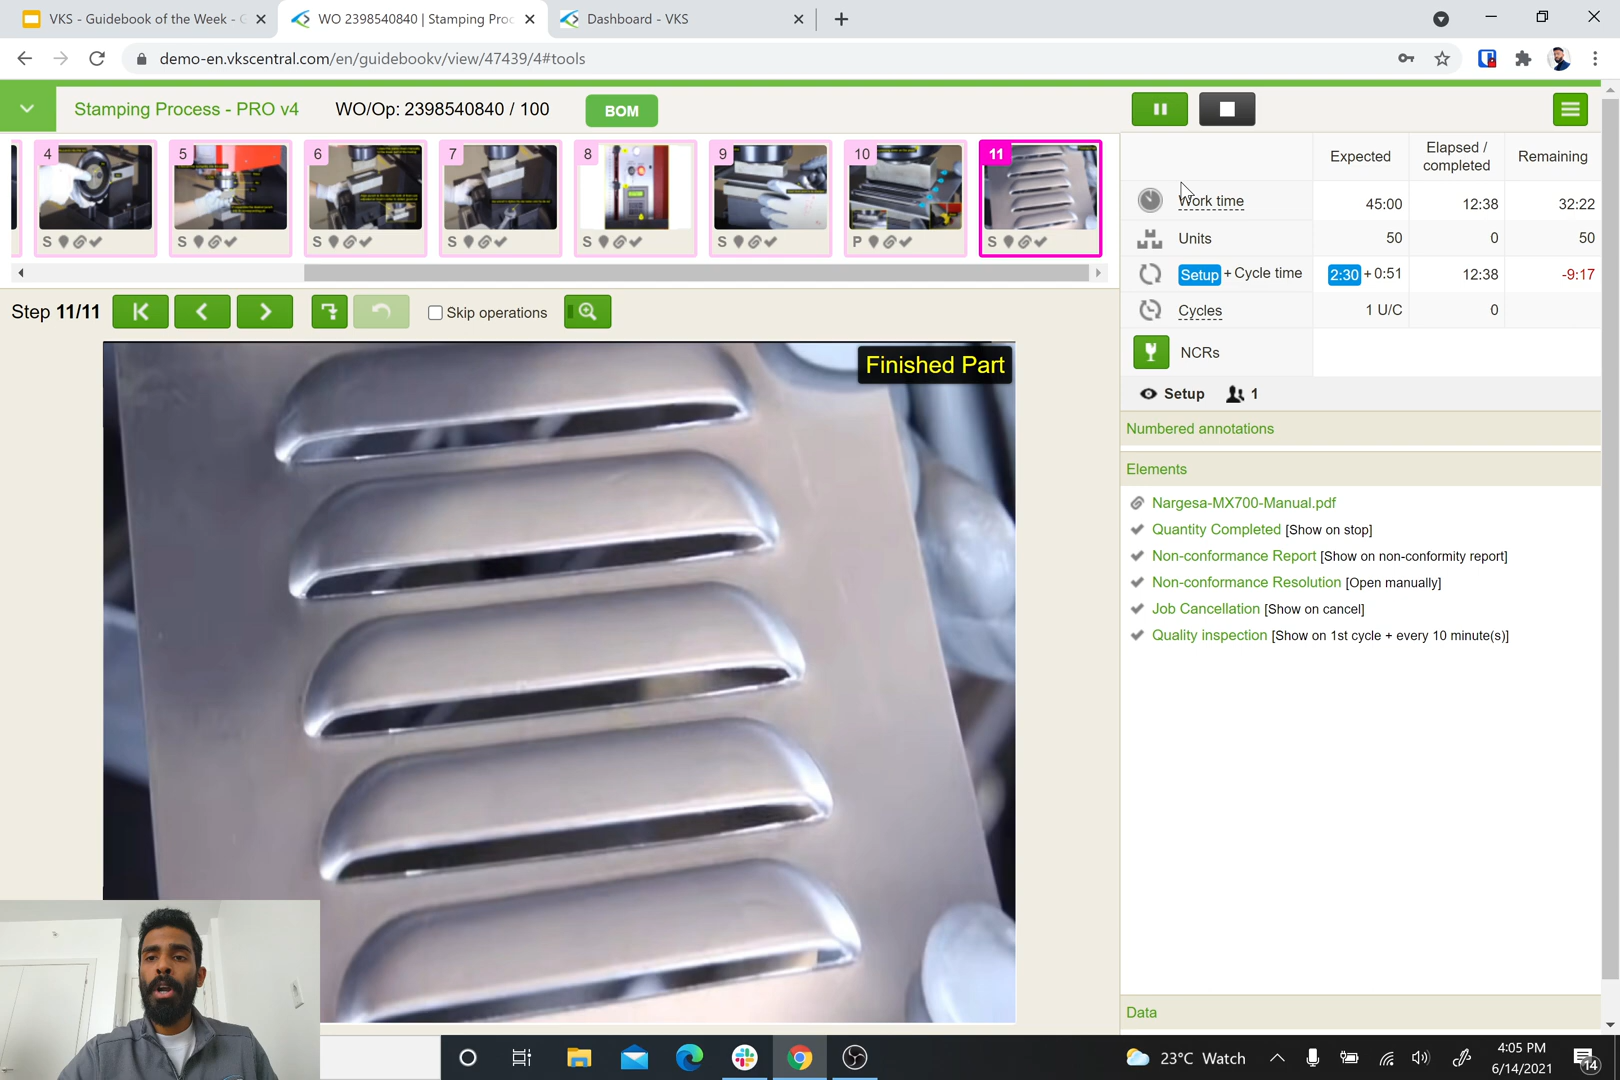 VKS - Guidebook of the Week - G
WO 2398540840 | Stamping Proc
Dashboard - VKS
demo-en.vkscentral.com/en/guidebookv/view/47439/4#tools
Stamping Process - PRO v4
WO/Op: 2398540840 / 100
BOM
4
5
6
7
8
9
10
11
S
S
S
S
S
S
P
S
Step 11/11
Skip operations
Finished Part
Expected
Elapsed /
completed
Remaining
Work time
45:00
12:38
32:22
Units
50
0
50
Setup + Cycle time
2:30 + 0:51
12:38
-9:17
Cycles
1 U/C
0
NCRs
Setup
1
Numbered annotations
Elements
Nargesa-MX700-Manual.pdf
Quantity Completed [Show on stop]
Non-conformance Report [Show on non-conformity report]
Non-conformance Resolution [Open manually]
Job Cancellation [Show on cancel]
Quality inspection [Show on 1st cycle + every 10 minute(s)]
Data
23°C Watch
4:05 PM
6/14/2021
14